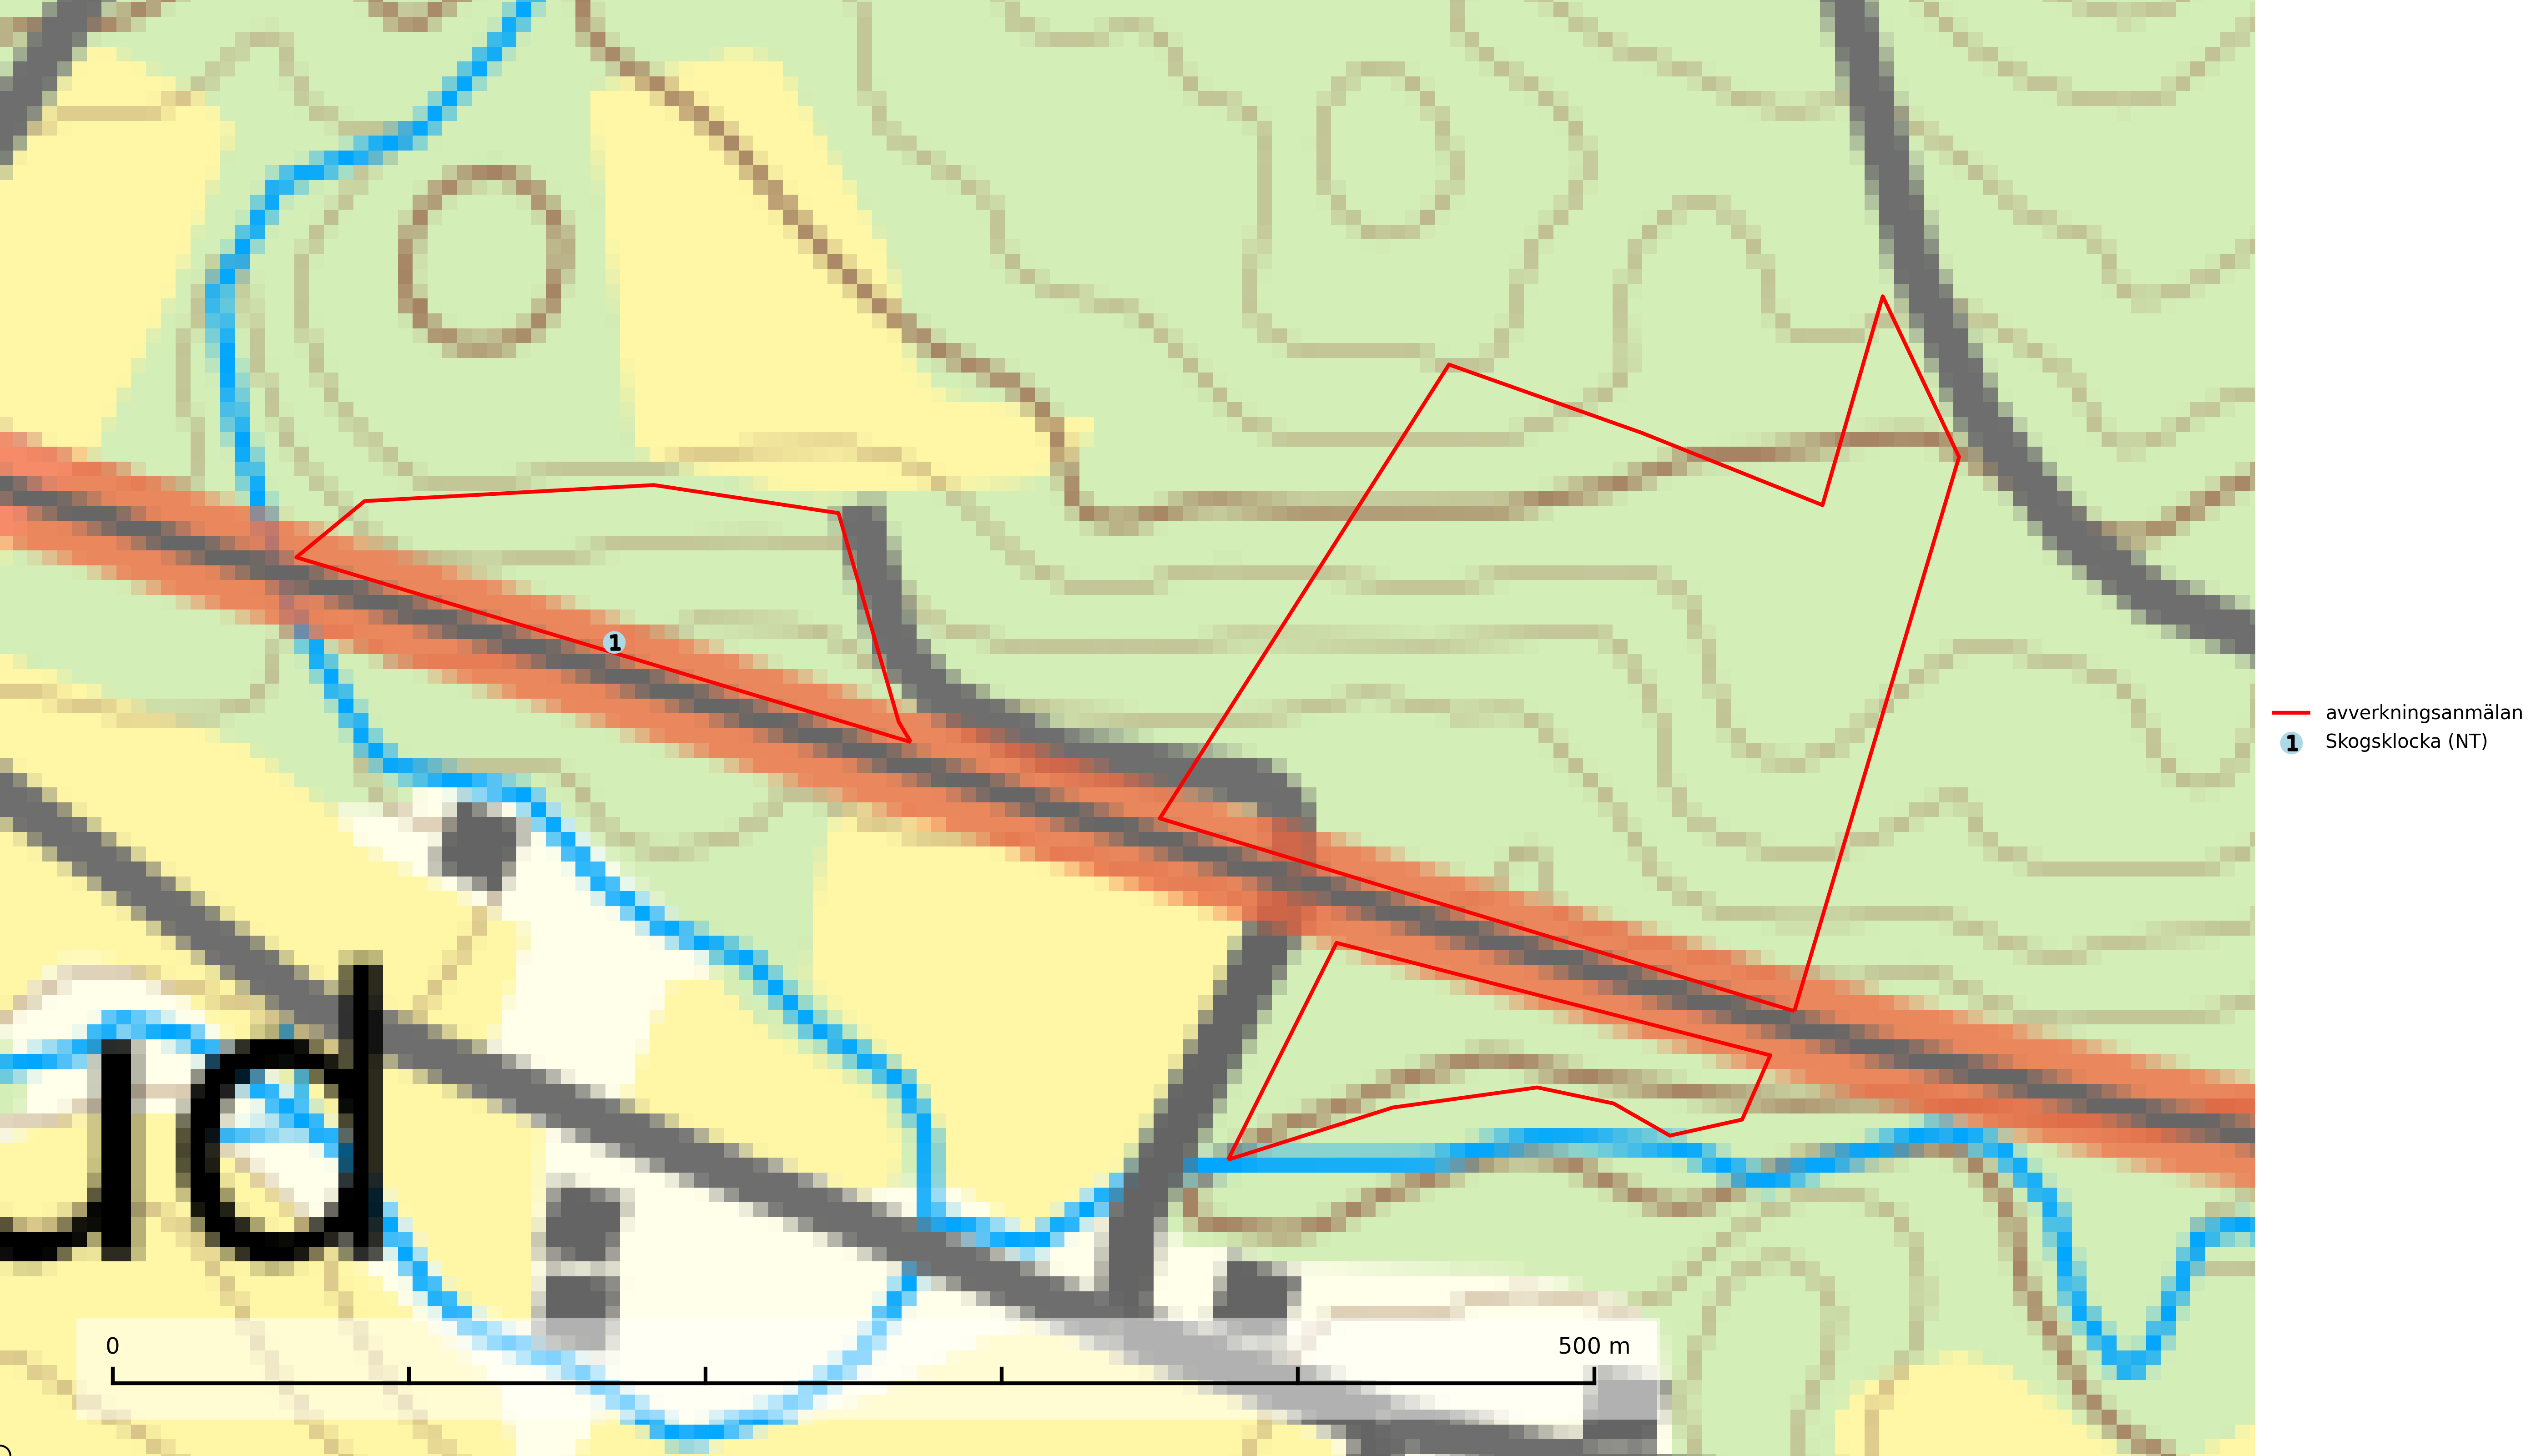 1
avverkningsanmälan
1 Skogsklocka (NT)
ud
0 500 m